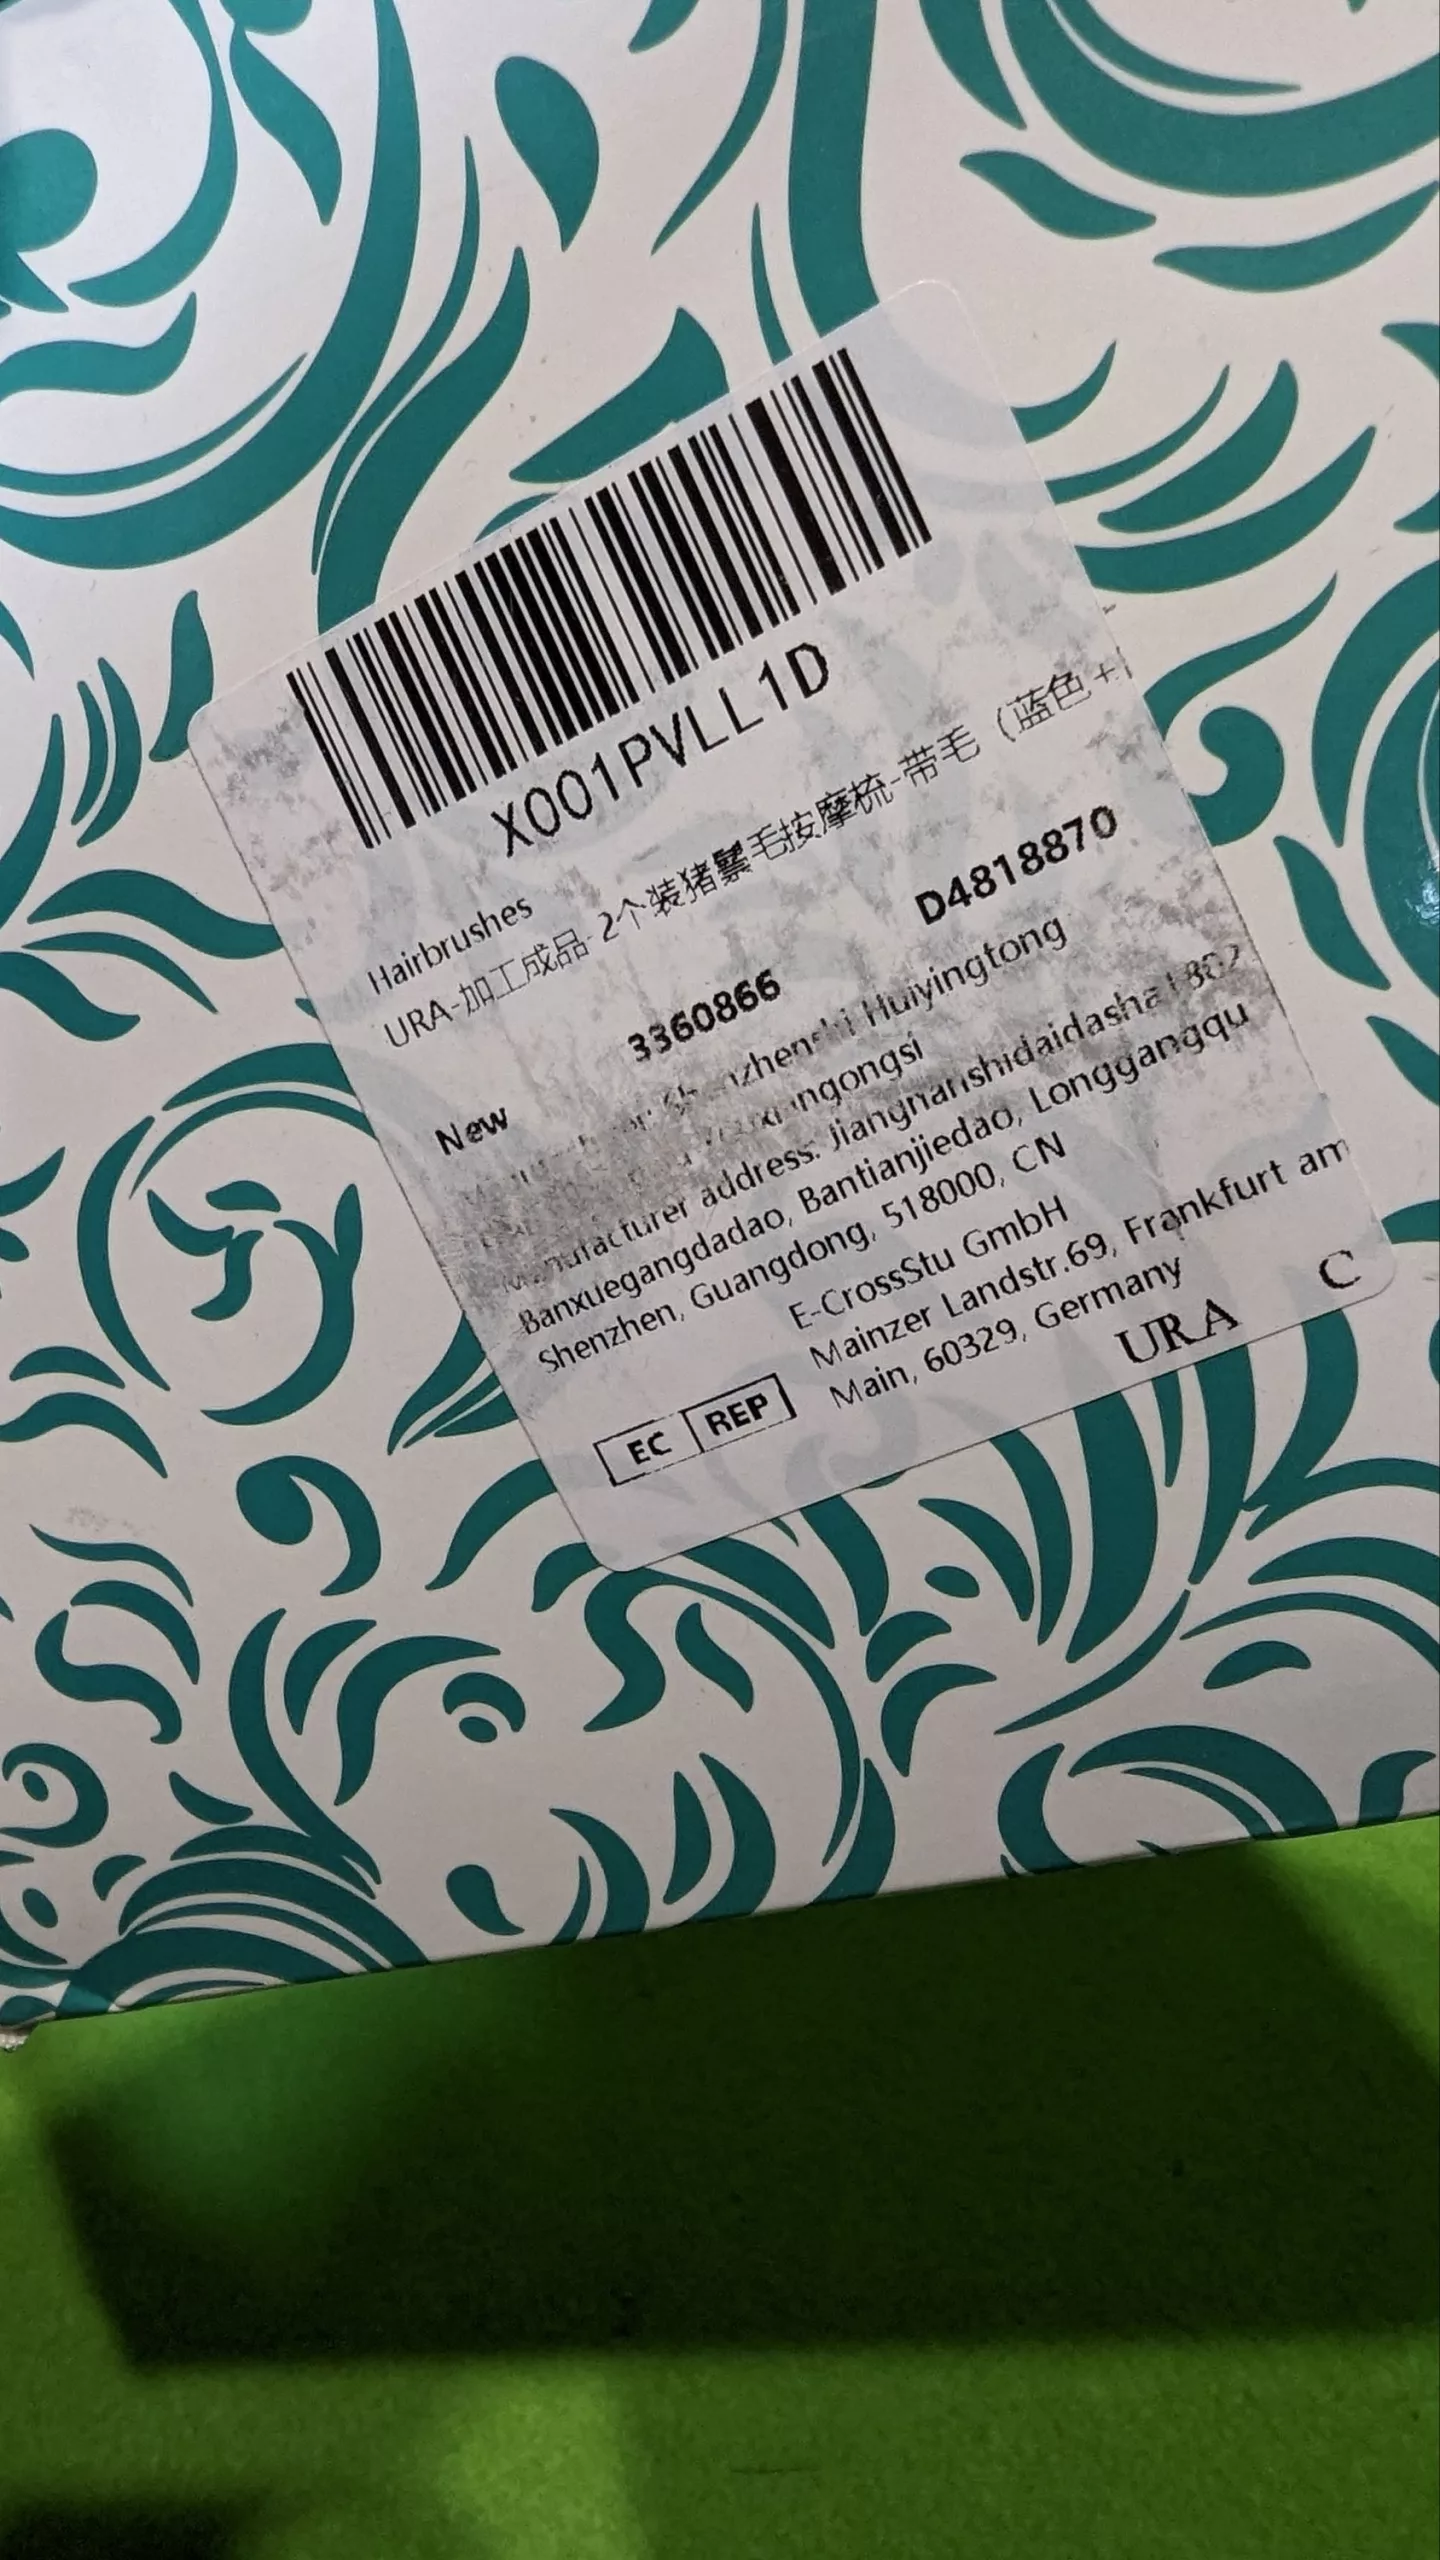 X001PVLL1D
Hairbrushes
URA-加工成品-2个装猪鬃毛按摩梳-带毛（蓝色+
3360866 D4818870
New
Huiyingtong
Manufacturer address: Jiangnanshidaidasha1802
Banxuegangdadao, Bantianjiedao, Longgangqu
Shenzhen, Guangdong, 518000, CN
E-CrossStu GmbH
Mainzer Landstr.69, Frankfurt am
Main, 60329, Germany
EC REP
URA C